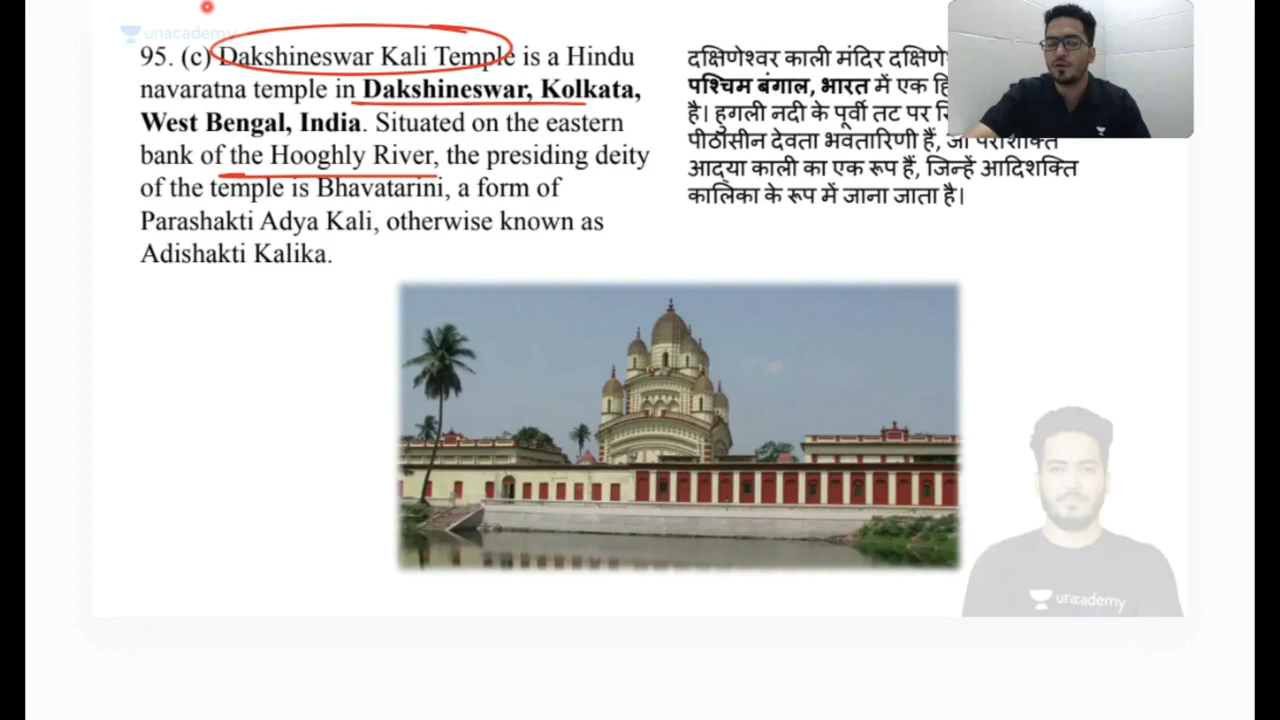 unacademy
95. (c) Dakshineswar Kali Temple is a Hindu
navaratna temple in Dakshineswar, Kolkata,
West Bengal, India. Situated on the eastern
bank of the Hooghly River, the presiding deity
of the temple is Bhavatarini, a form of
Parashakti Adya Kali, otherwise known as
Adishakti Kalika.
दक्षिणेश्वर काली मंदिर
पश्चिम बंगाल, भारत में एक
है। हुगली नदी के पूर्वी तट पर
पीठासीन देवता भवतारिणी हैं, जो पराशक्ति
आद्या काली का एक रूप हैं, जिन्हें आदिशक्ति
कालिका के रूप में जाना जाता है।
unacademy